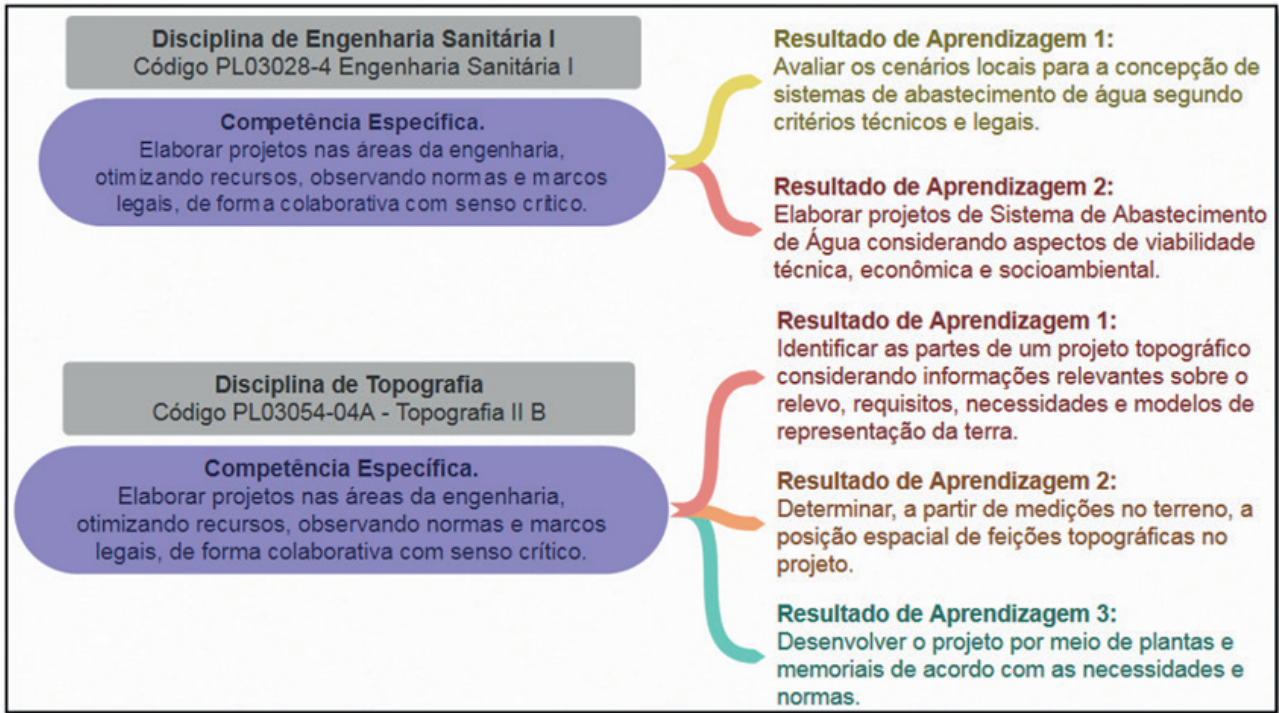 Disciplina de Engenharia Sanitária I
Código PL03028-4 Engenharia Sanitária I
Competência Específica.
Elaborar projetos nas áreas da engenharia,
otimizando recursos, observando normas e marcos
legais, de forma colaborativa com senso crítico.
Resultado de Aprendizagem 1:
Avaliar os cenários locais para a concepção de
sistemas de abastecimento de água segundo
critérios técnicos e legais.
Resultado de Aprendizagem 2:
Elaborar projetos de Sistema de Abastecimento
de Água considerando aspectos de viabilidade
técnica, econômica e socioambiental.
Disciplina de Topografia
Código PL03054-04A - Topografia II B
Competência Específica.
Elaborar projetos nas áreas da engenharia,
otimizando recursos, observando normas e marcos
legais, de forma colaborativa com senso crítico.
Resultado de Aprendizagem 1:
Identificar as partes de um projeto topográfico
considerando informações relevantes sobre o
relevo, requisitos, necessidades e modelos de
representação da terra.
Resultado de Aprendizagem 2:
Determinar, a partir de medições no terreno, a
posição espacial de feições topográficas no
projeto.
Resultado de Aprendizagem 3:
Desenvolver o projeto por meio de plantas e
memoriais de acordo com as necessidades e
normas.